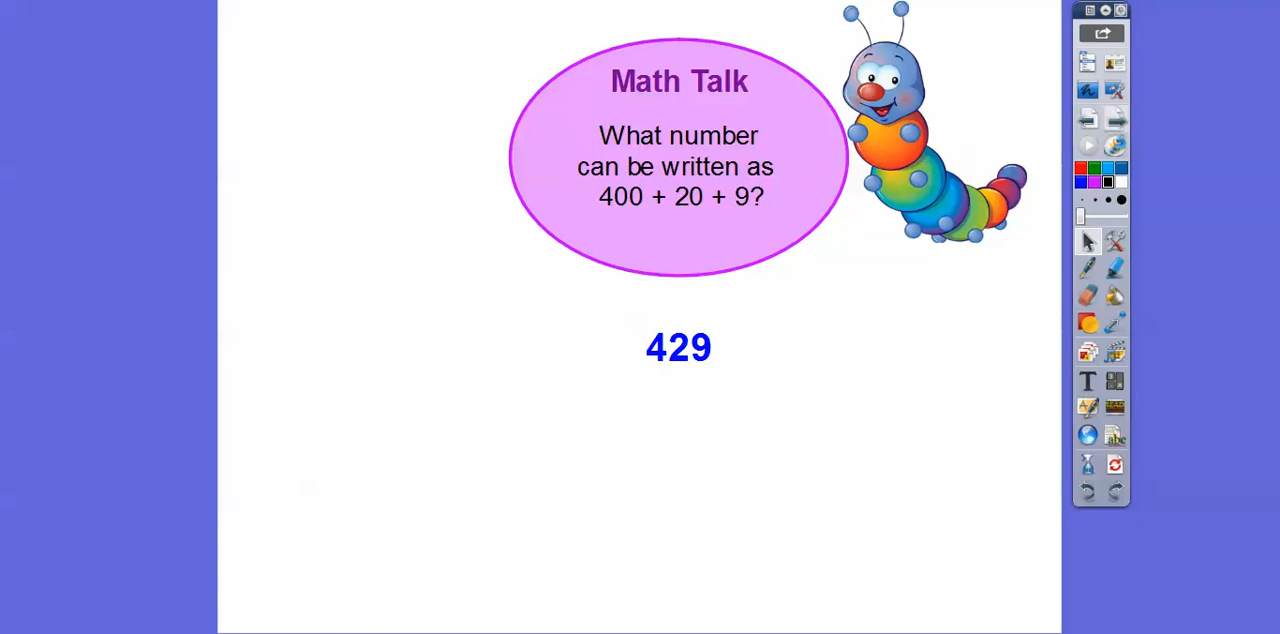 Math Talk
What number
can be written as
400 + 20 + 9?
429